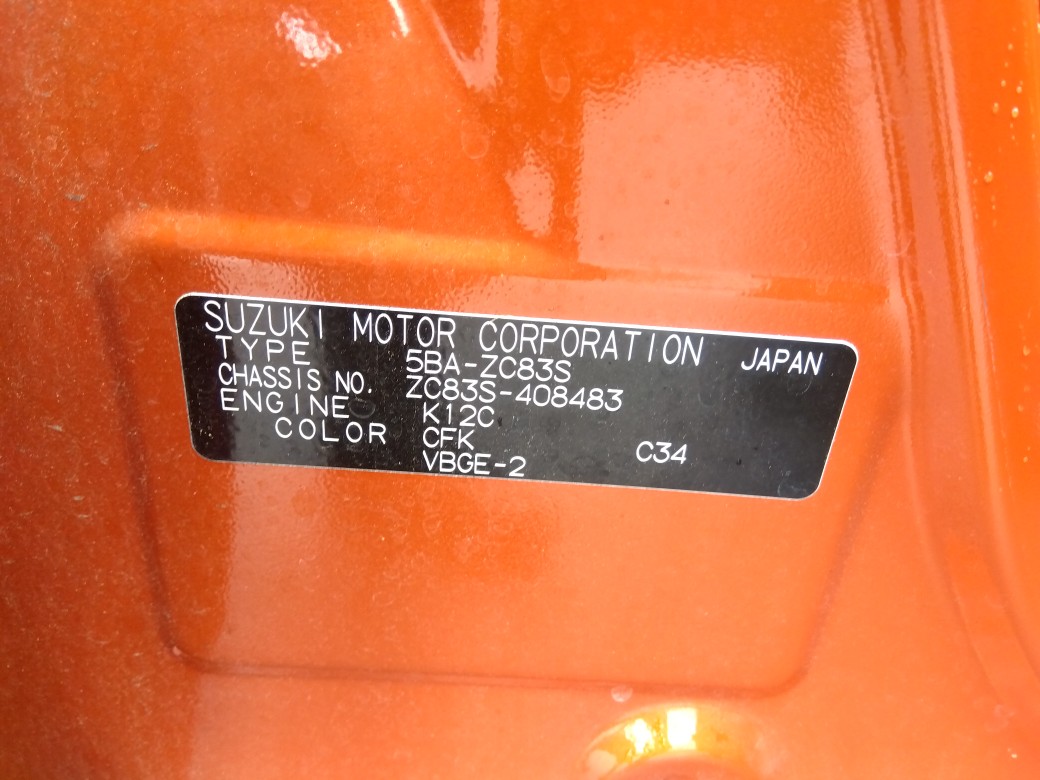 SUZUKI MOTOR CORPORATION JAPAN
TYPE 5BA-ZC83S
CHASSIS NO. ZC83S-408483
ENGINE K12C
COLOR CFK C34
VBGE-2